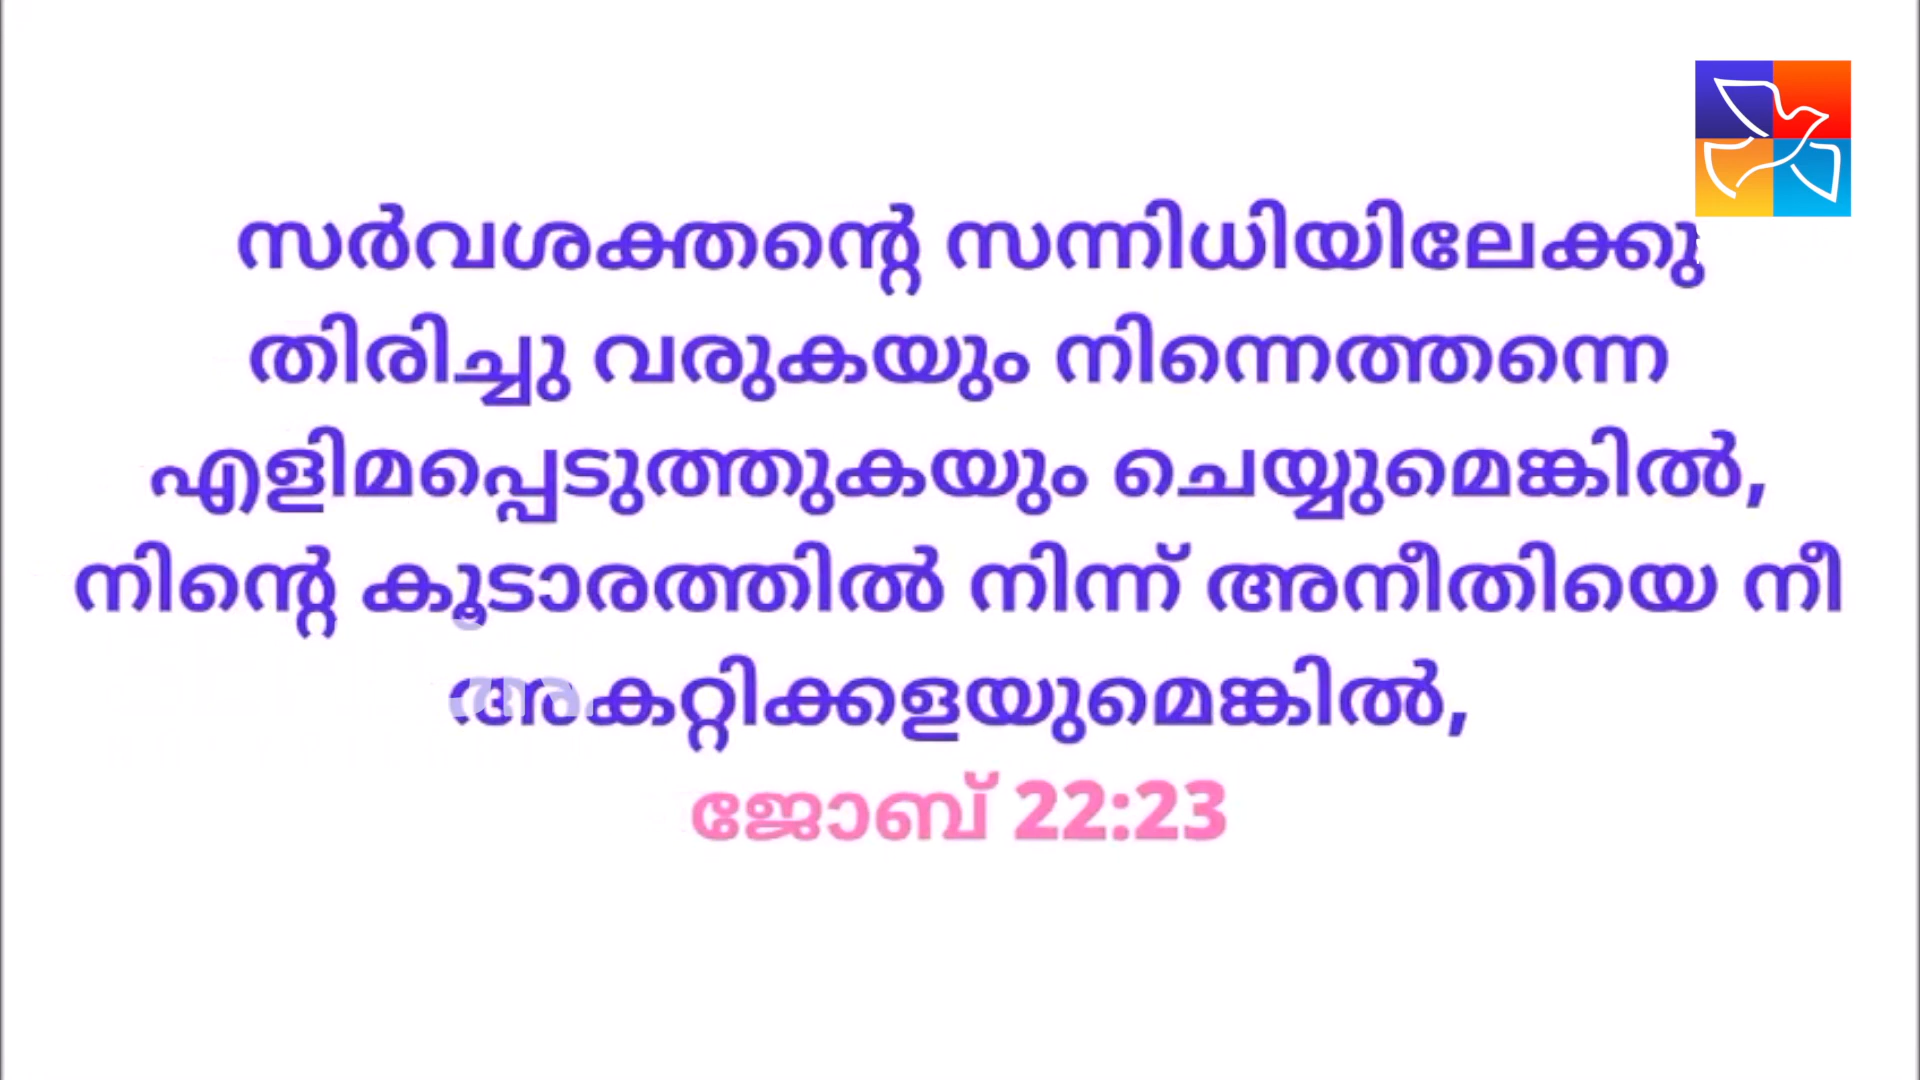 സർവശക്തന്റെ സന്നിധിയിലേക്കു
തിരിച്ചു വരുകയും നിന്നെത്തന്നെ
എളിമപ്പെടുത്തുകയും ചെയ്യുമെങ്കിൽ,
നിന്റെ കൂടാരത്തിൽ നിന്ന് അനീതിയെ നീ
അകറ്റിക്കളയുമെങ്കിൽ,
ജോബ് 22:23